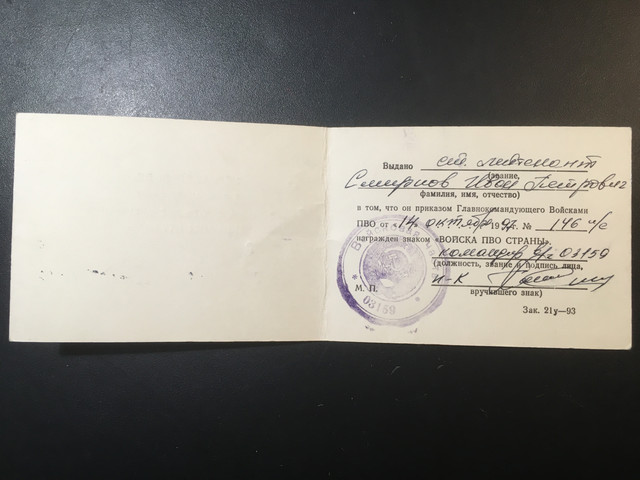 Выдано ст. лейтенант
(звание,
Смирнов Иван Петрович
фамилия, имя, отчество)
в том, что он приказом Главнокомандующего Войсками
ПВО от «14» октября 199 г. № 146 п/с
награжден знаком «ВОЙСКА ПВО СТРАНЫ».
командир в/ч 03159
(должность, звание и подпись лица,
п-к
М. П.
вручившего знак)
Зак. 21у—93
03159